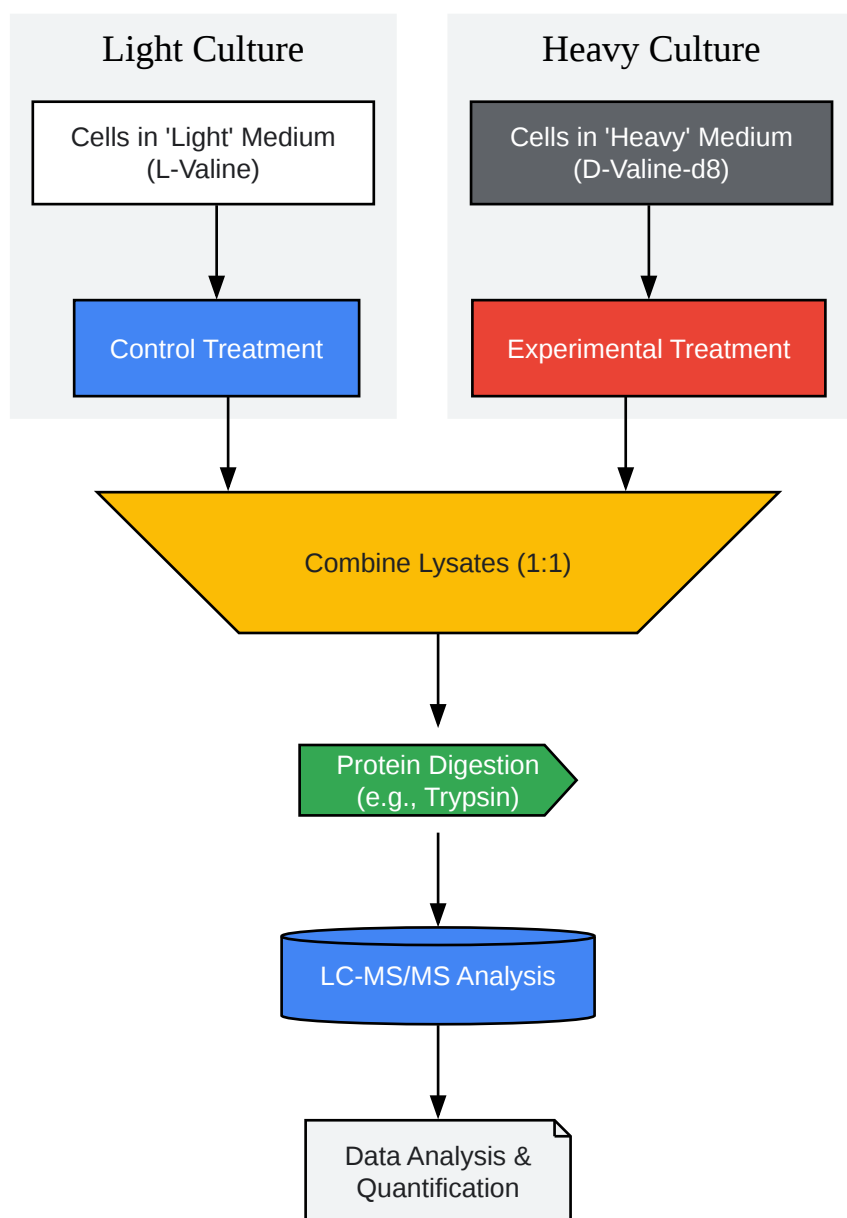 Light Culture
Heavy Culture
Cells in 'Light' Medium
(L-Valine)
Cells in 'Heavy' Medium
(D-Valine-d8)
Control Treatment
Experimental Treatment
Combine Lysates (1:1)
Protein Digestion
(e.g., Trypsin)
LC-MS/MS Analysis
Data Analysis &
Quantification